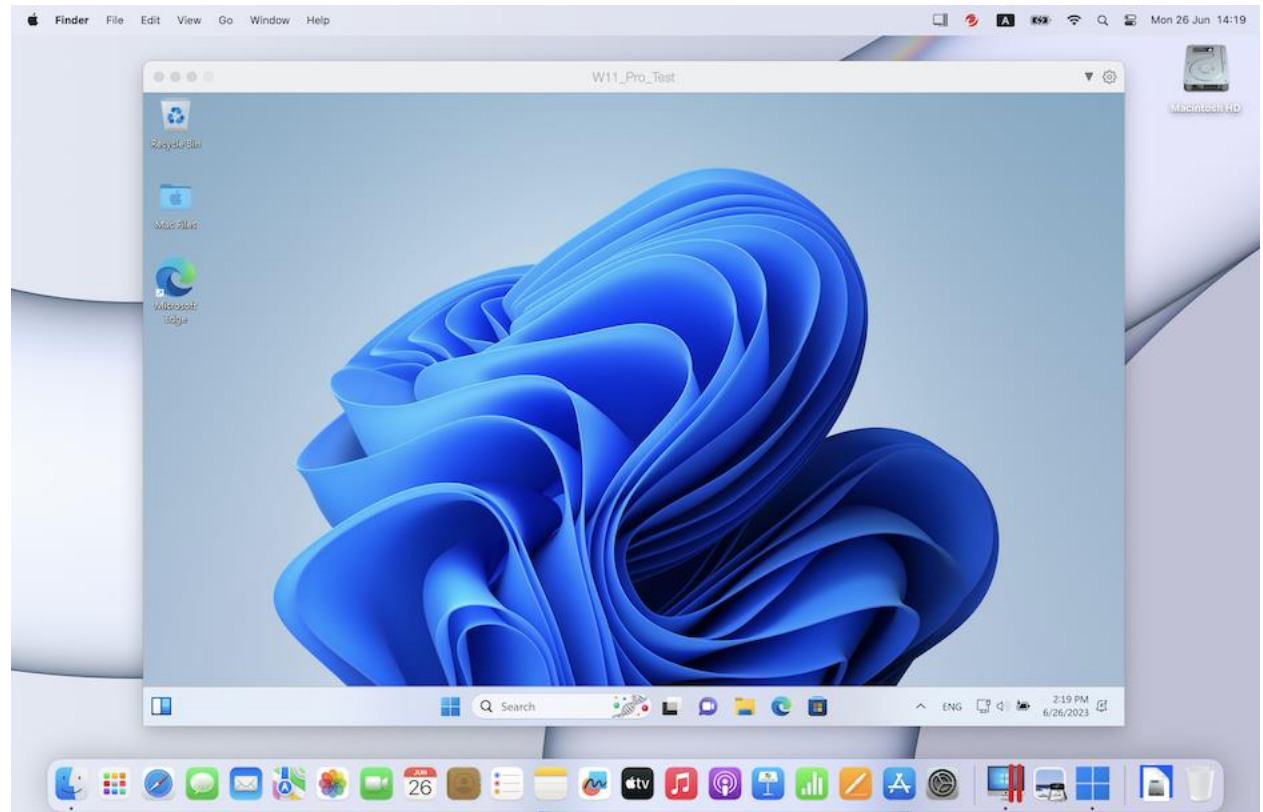 Finder File Edit View Go Window Help
A
Mon 26 Jun 14:19
W11_Pro_Test
Macintosh HD
Recycle Bin
Mac Files
Microsoft
Edge
Search
ENG
2:19 PM
6/26/2023
JUN
26
tv